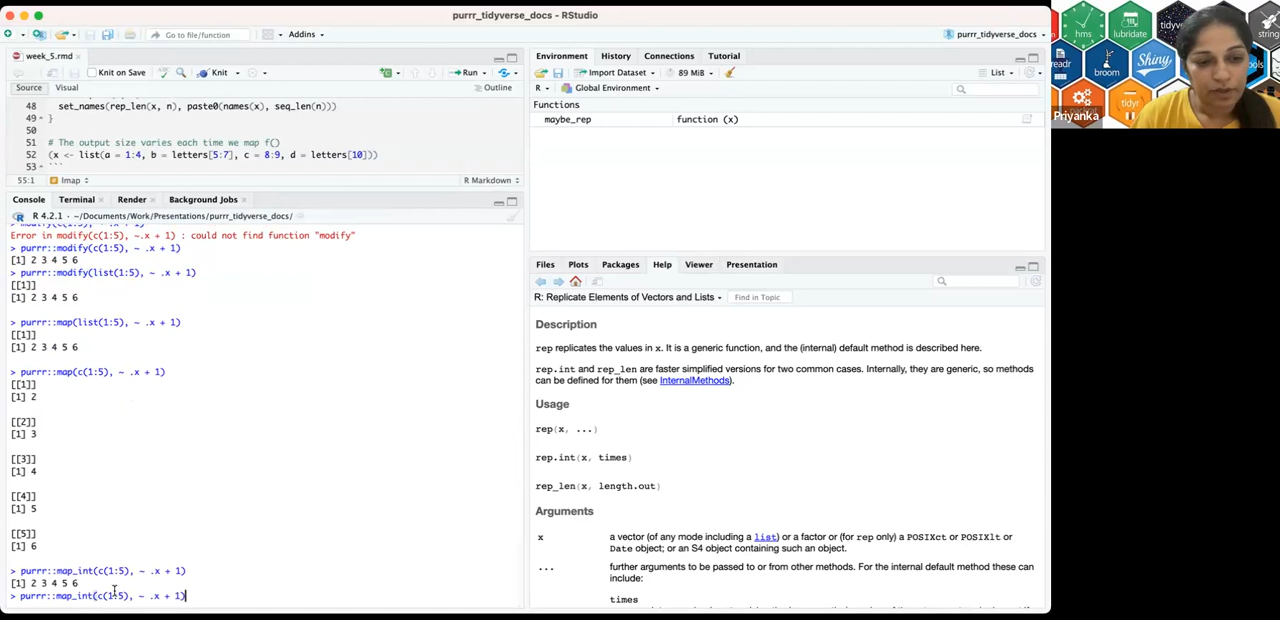 purrr_tidyverse_docs - RStudio
Go to file/function
Addins
purrr_tidyverse_docs
week_5.rmd
Knit on Save
Knit
Run
Source
Visual
Outline
48 set_names(rep_len(x, n), paste0(names(x), seq_len(n)))
49 }
50
51 # The output size varies each time we map f()
52 (x <- list(a = 1:4, b = letters[5:7], c = 8:9, d = letters[10]))
53 ```
55:1
lmap
R Markdown
Console
Terminal
Render
Background Jobs
R 4.2.1 · ~/Documents/Work/Presentations/purrr_tidyverse_docs/
Error in modify(c(1:5), ~.x + 1) : could not find function "modify"
> purrr::modify(c(1:5), ~ .x + 1)
[1] 2 3 4 5 6
> purrr::modify(list(1:5), ~ .x + 1)
[[1]]
[1] 2 3 4 5 6
> purrr::map(list(1:5), ~ .x + 1)
[[1]]
[1] 2 3 4 5 6
> purrr::map(c(1:5), ~ .x + 1)
[[1]]
[1] 2
[[2]]
[1] 3
[[3]]
[1] 4
[[4]]
[1] 5
[[5]]
[1] 6
> purrr::map_int(c(1:5), ~ .x + 1)
[1] 2 3 4 5 6
> purrr::map_int(c(1:5), ~ .x + 1)
Environment
History
Connections
Tutorial
Import Dataset
89 MiB
List
R
Global Environment
Functions
maybe_rep
function (x)
Files
Plots
Packages
Help
Viewer
Presentation
R: Replicate Elements of Vectors and Lists
Find in Topic
Description
rep replicates the values in x. It is a generic function, and the (internal) default method is described here.
rep.int and rep_len are faster simplified versions for two common cases. Internally, they are generic, so methods
can be defined for them (see InternalMethods).
Usage
rep(x, ...)
rep.int(x, times)
rep_len(x, length.out)
Arguments
x
a vector (of any mode including a list) or a factor or (for rep only) a POSIXct or POSIXlt or
Date object; or an S4 object containing such an object.
...
further arguments to be passed to or from other methods. For the internal default method these can
include:
times
hms
lubridate
broom
Shiny
tidyr
Priyanka